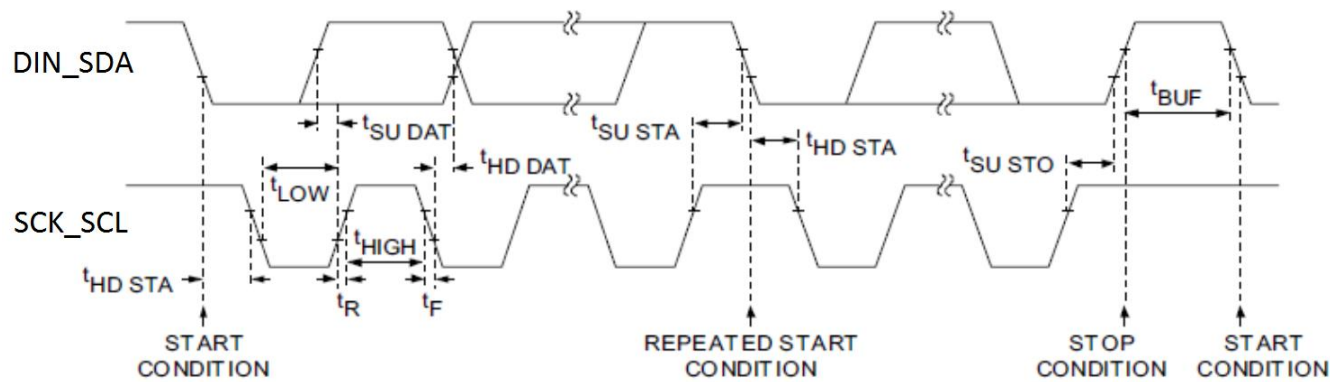 DIN_SDA
tBUF
tSU DAT
tSU STA
tHD STA
tHD DAT
tSU STO
tLOW
SCK_SCL
tHIGH
tHD STA
tR
tF
START
CONDITION
REPEATED START
CONDITION
STOP
CONDITION
START
CONDITION